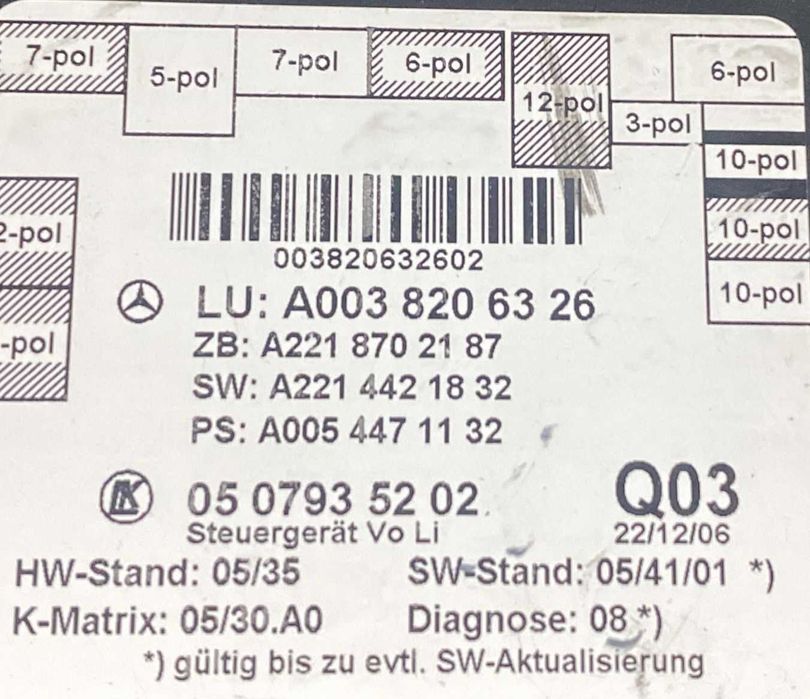 7-pol
5-pol
7-pol
6-pol
12-pol
3-pol
6-pol
10-pol
10-pol
10-pol
2-pol
-pol
003820632602
LU: A003 820 63 26
ZB: A221 870 21 87
SW: A221 442 18 32
PS: A005 447 11 32
05 0793 52 02
Q03
Steuergerät Vo Li
22/12/06
HW-Stand: 05/35
SW-Stand: 05/41/01 *)
K-Matrix: 05/30.A0
Diagnose: 08 *)
*) gültig bis zu evtl. SW-Aktualisierung